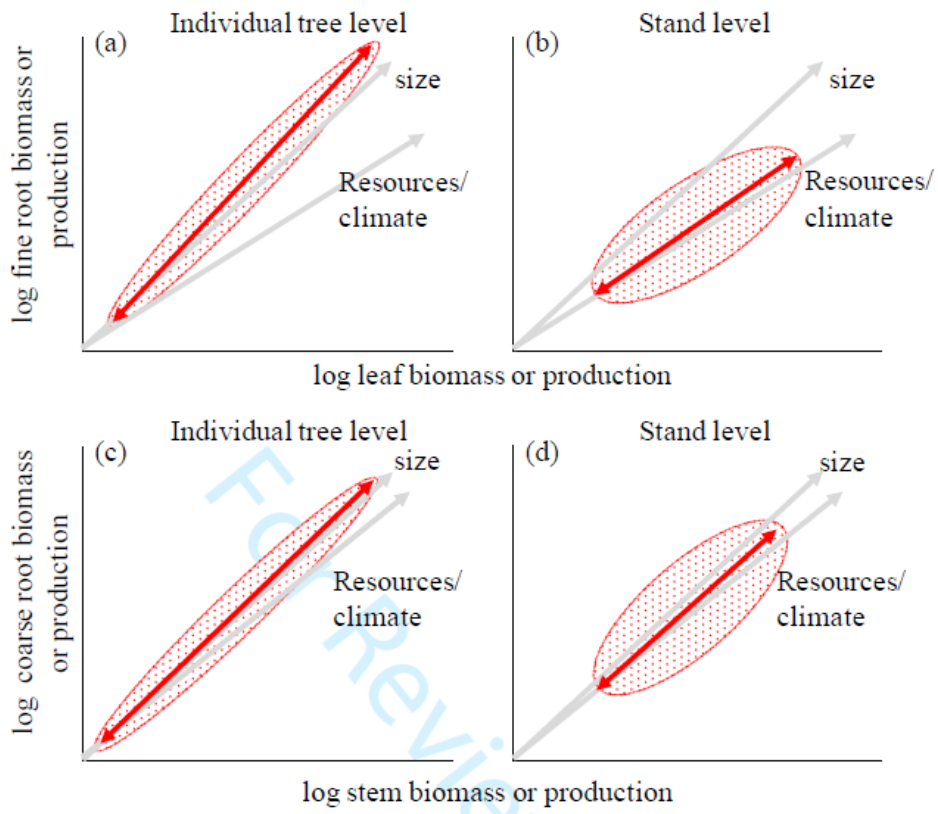 Individual tree level
Stand level
(a)
(b)
size
Resources/
climate
size
Resources/
climate
log fine root biomass or
production
log leaf biomass or production
Individual tree level
Stand level
(c)
(d)
size
Resources/
climate
size
Resources/
climate
log coarse root biomass
or production
log stem biomass or production
For Revie